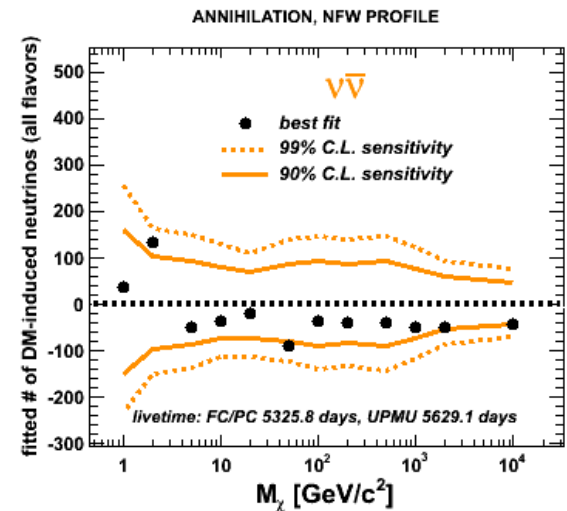 ANNIHILATION, NFW PROFILE
fitted # of DM-induced neutrinos (all flavors)
500
400
300
200
100
0
-100
-200
-300
νν̅
best fit
99% C.L. sensitivity
90% C.L. sensitivity
livetime: FC/PC 5325.8 days, UPMU 5629.1 days
1 10 10² 10³ 10⁴
Mχ [GeV/c²]